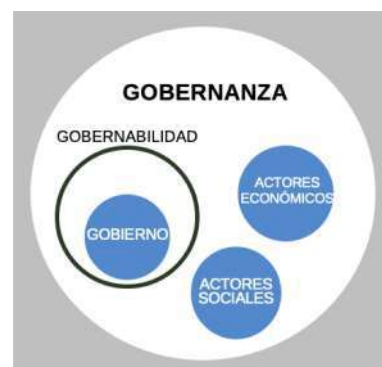 GOBERNANZA
GOBERNABILIDAD
GOBIERNO
ACTORES
ECONÓMICOS
ACTORES
SOCIALES